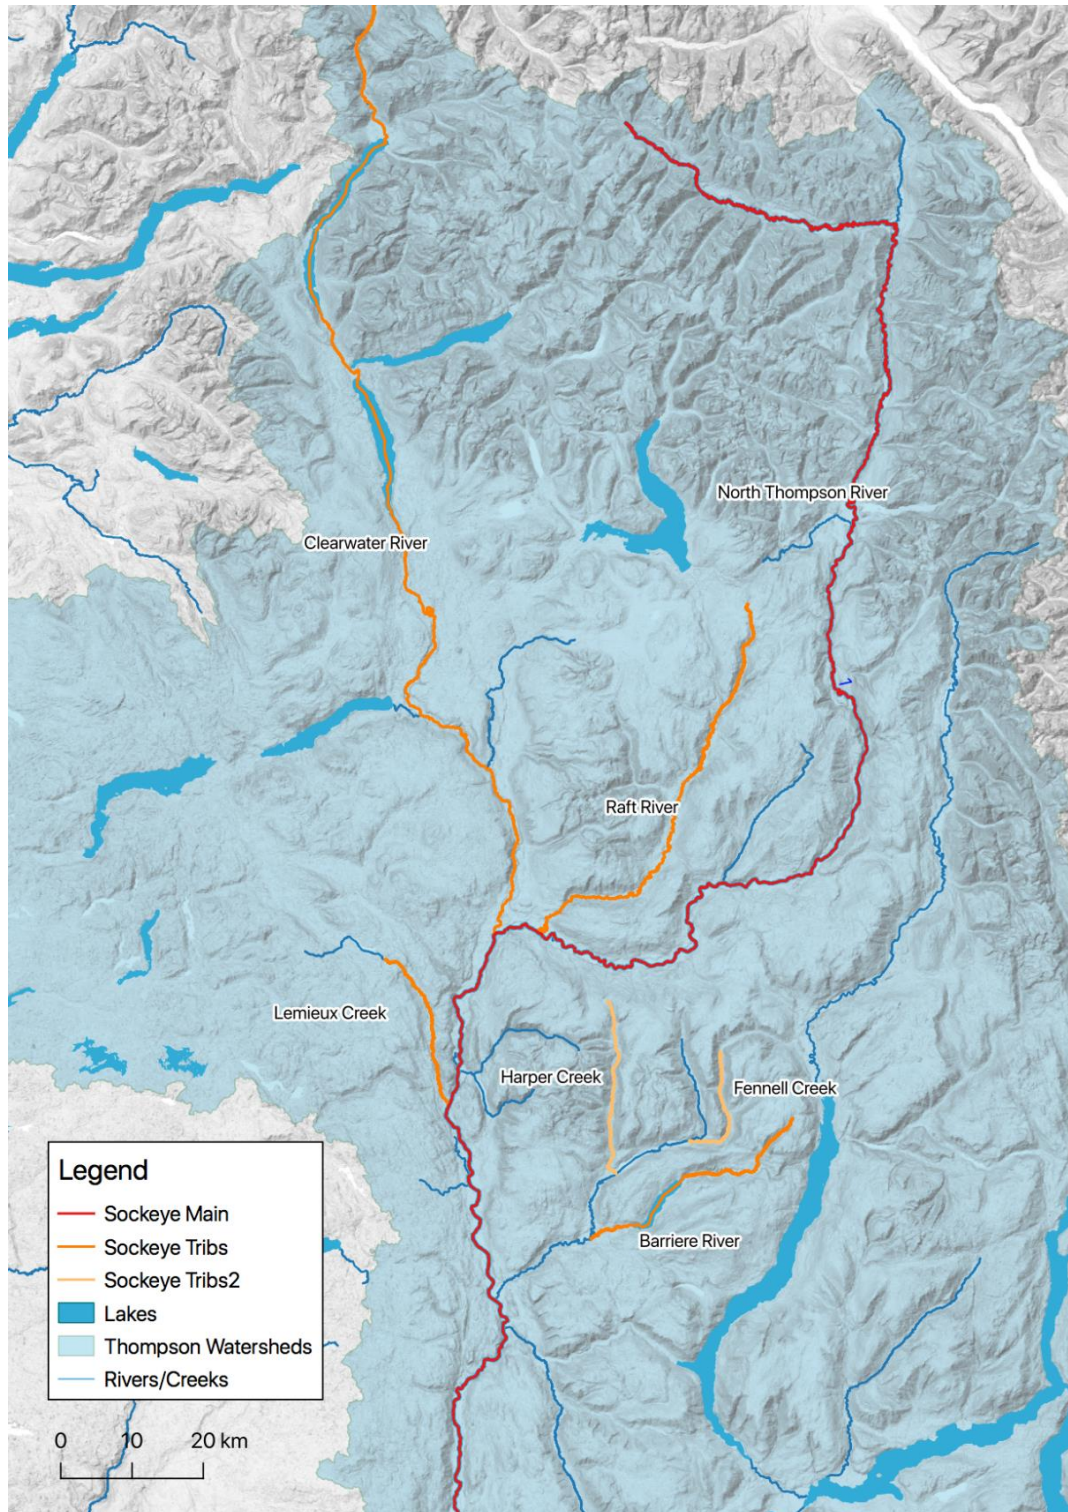 North Thompson River
Clearwater River
1
Raft River
Lemieux Creek
Harper Creek
Fennell Creek
Barriere River
Legend
Sockeye Main
Sockeye Tribs
Sockeye Tribs2
Lakes
Thompson Watersheds
Rivers/Creeks
0 10 20 km